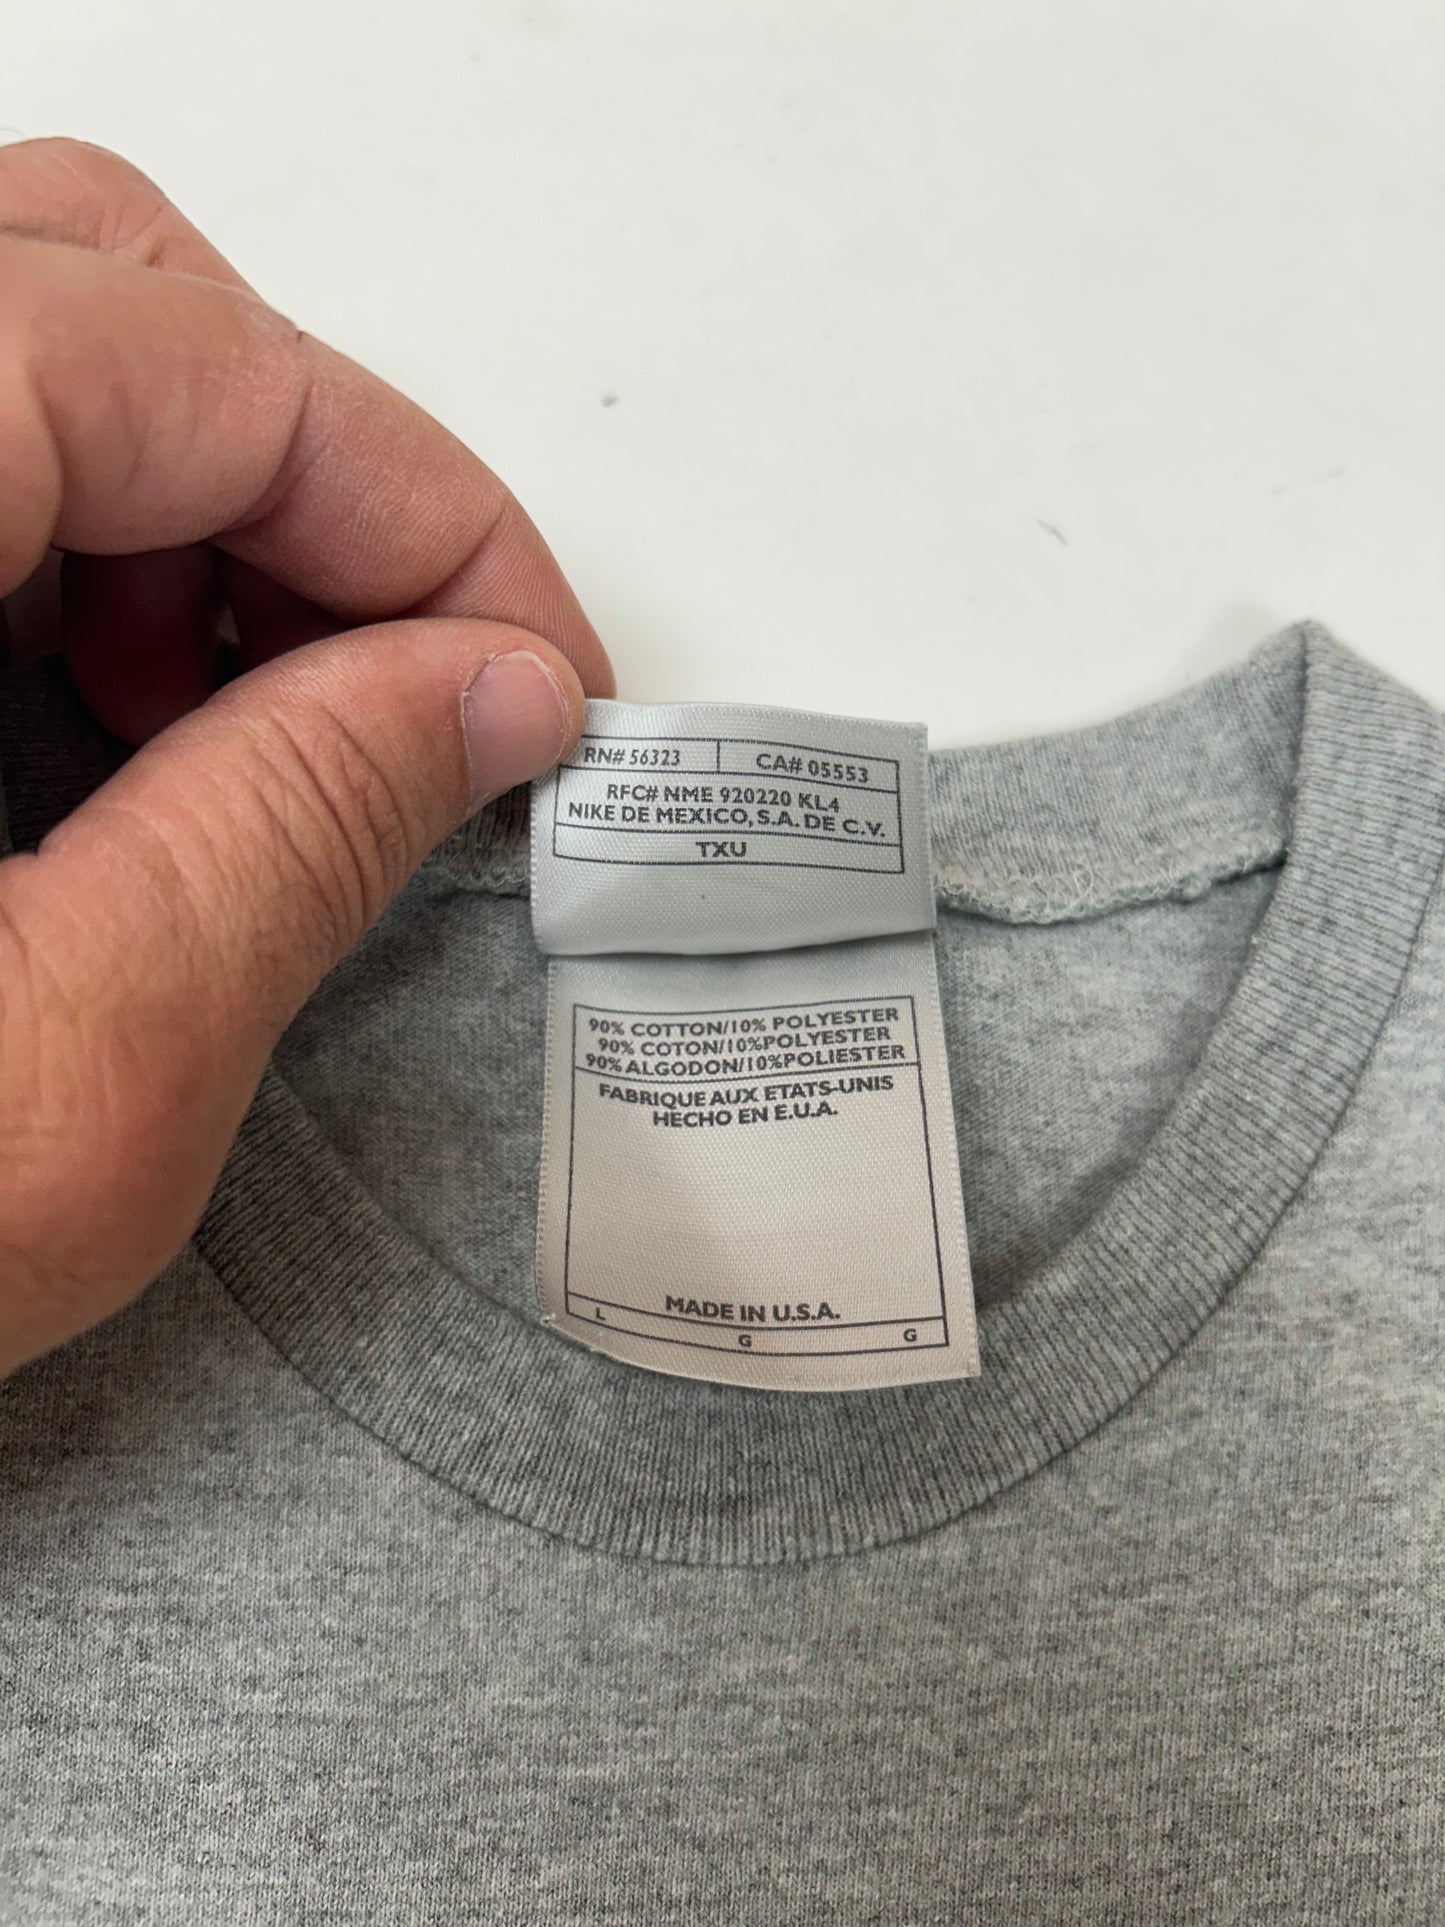 RN# 56323 CA# 05553
RFC# NME 920220 KL4
NIKE DE MEXICO, S.A. DE C.V.
TXU
90% COTTON/10% POLYESTER
90% COTON/10%POLYESTER
90% ALGODON/10%POLIESTER
FABRIQUE AUX ETATS-UNIS
HECHO EN E.U.A.
MADE IN U.S.A.
L G G